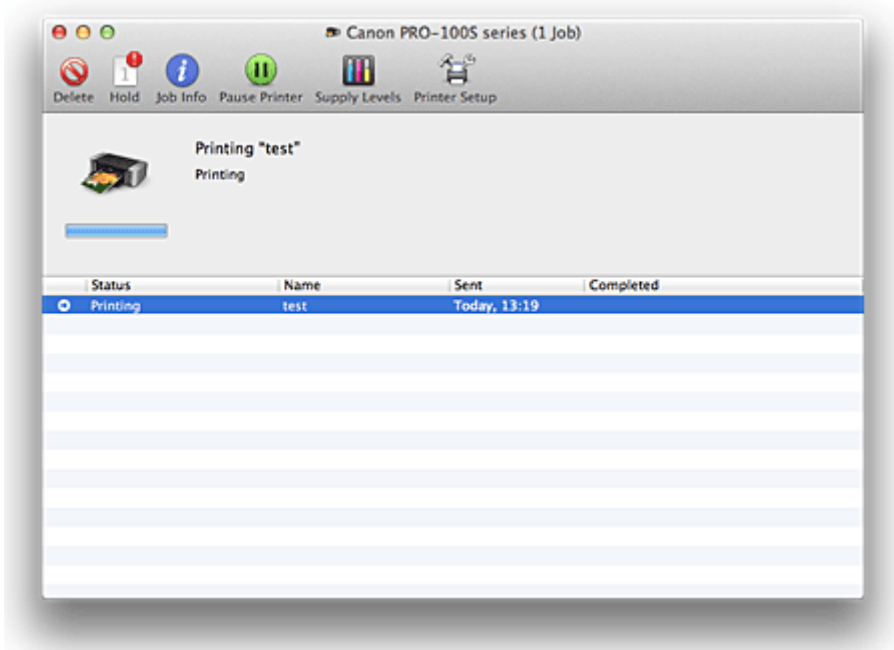 Canon PRO-100S series (1 Job)
1
Delete Hold Job Info Pause Printer Supply Levels Printer Setup
Printing "test"
Printing
Status Name Sent Completed
Printing test Today, 13:19